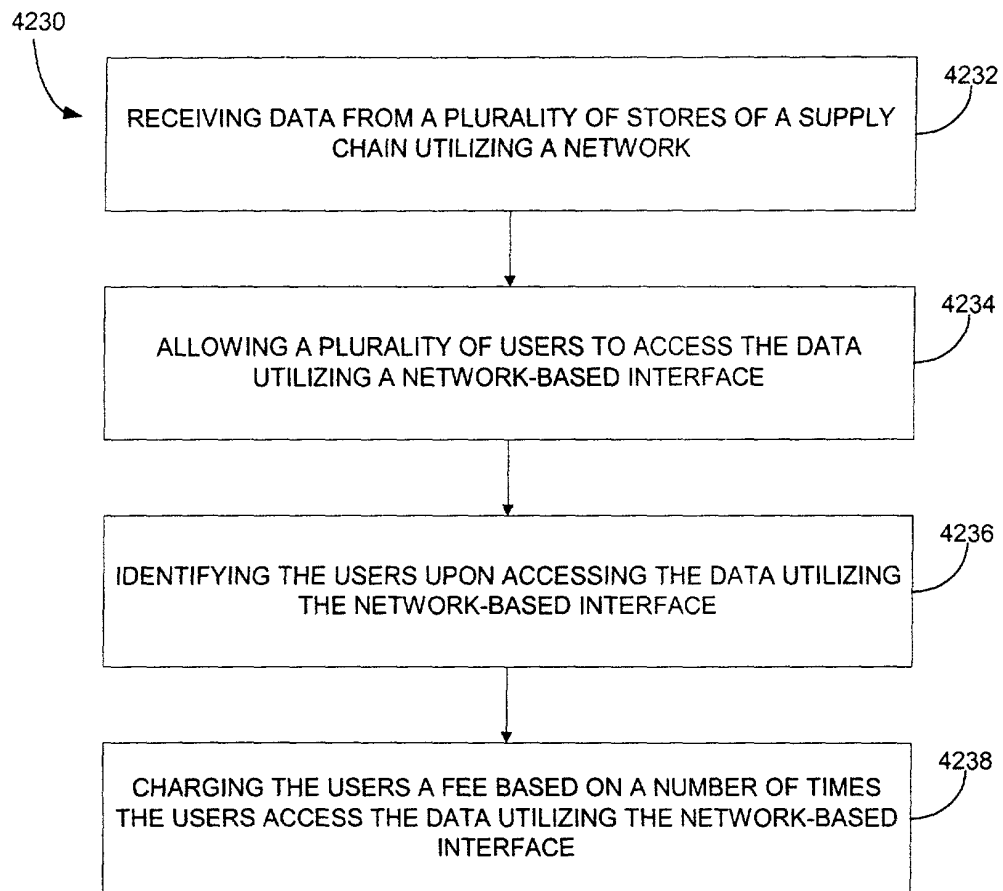 4230
4232
RECEIVING DATA FROM A PLURALITY OF STORES OF A SUPPLY
CHAIN UTILIZING A NETWORK
4234
ALLOWING A PLURALITY OF USERS TO ACCESS THE DATA
UTILIZING A NETWORK-BASED INTERFACE
4236
IDENTIFYING THE USERS UPON ACCESSING THE DATA UTILIZING
THE NETWORK-BASED INTERFACE
4238
CHARGING THE USERS A FEE BASED ON A NUMBER OF TIMES
THE USERS ACCESS THE DATA UTILIZING THE NETWORK-BASED
INTERFACE